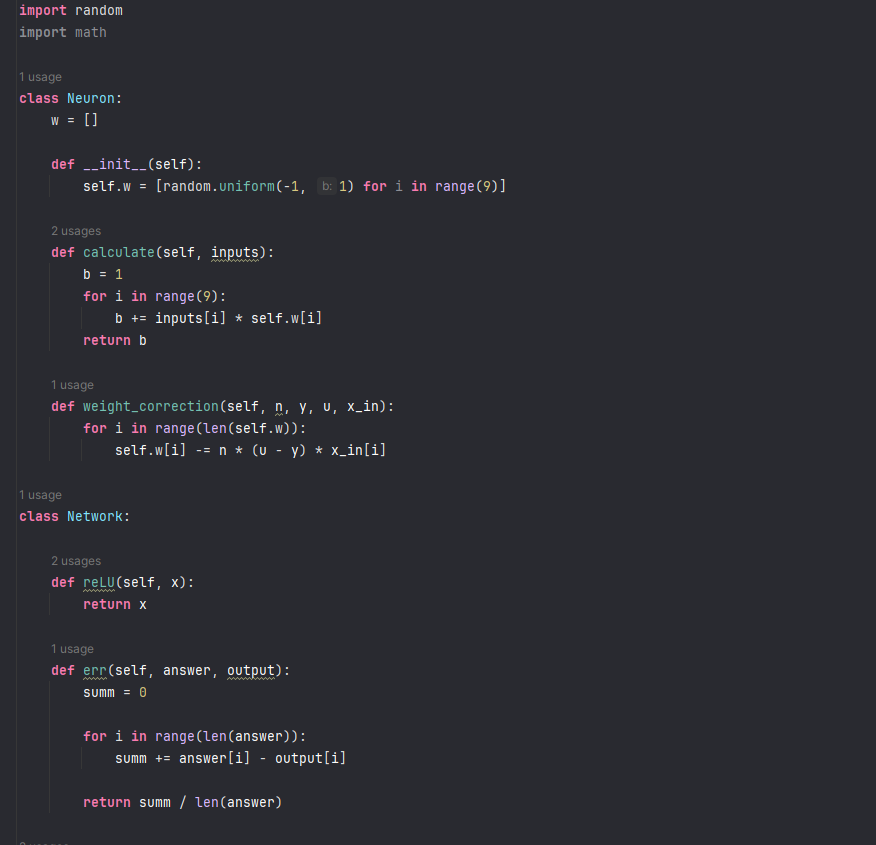 import random
import math
1 usage
class Neuron:
w = []
def __init__(self):
self.w = [random.uniform(-1, b: 1) for i in range(9)]
2 usages
def calculate(self, inputs):
b = 1
for i in range(9):
b += inputs[i] * self.w[i]
return b
1 usage
def weight_correction(self, n, y, u, x_in):
for i in range(len(self.w)):
self.w[i] -= n * (u - y) * x_in[i]
1 usage
class Network:
2 usages
def reLU(self, x):
return x
1 usage
def err(self, answer, output):
summ = 0
for i in range(len(answer)):
summ += answer[i] - output[i]
return summ / len(answer)